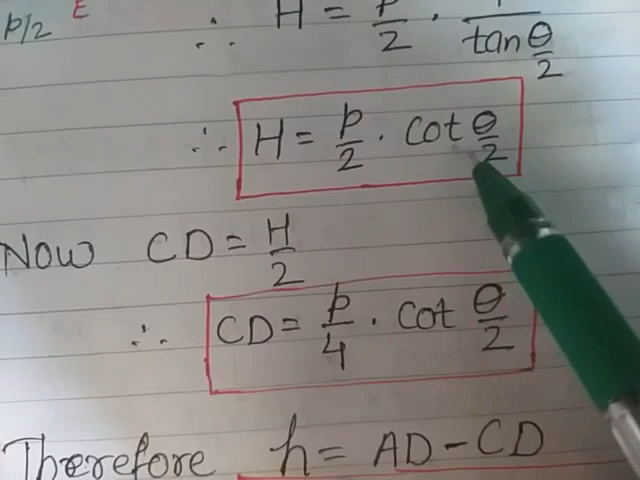 p/2 E ∴ H = p/2 · 1/tan θ/2
∴ H = p/2 · cot θ/2
Now CD = H/2
∴ CD = p/4 · cot θ/2
Therefore h = AD - CD